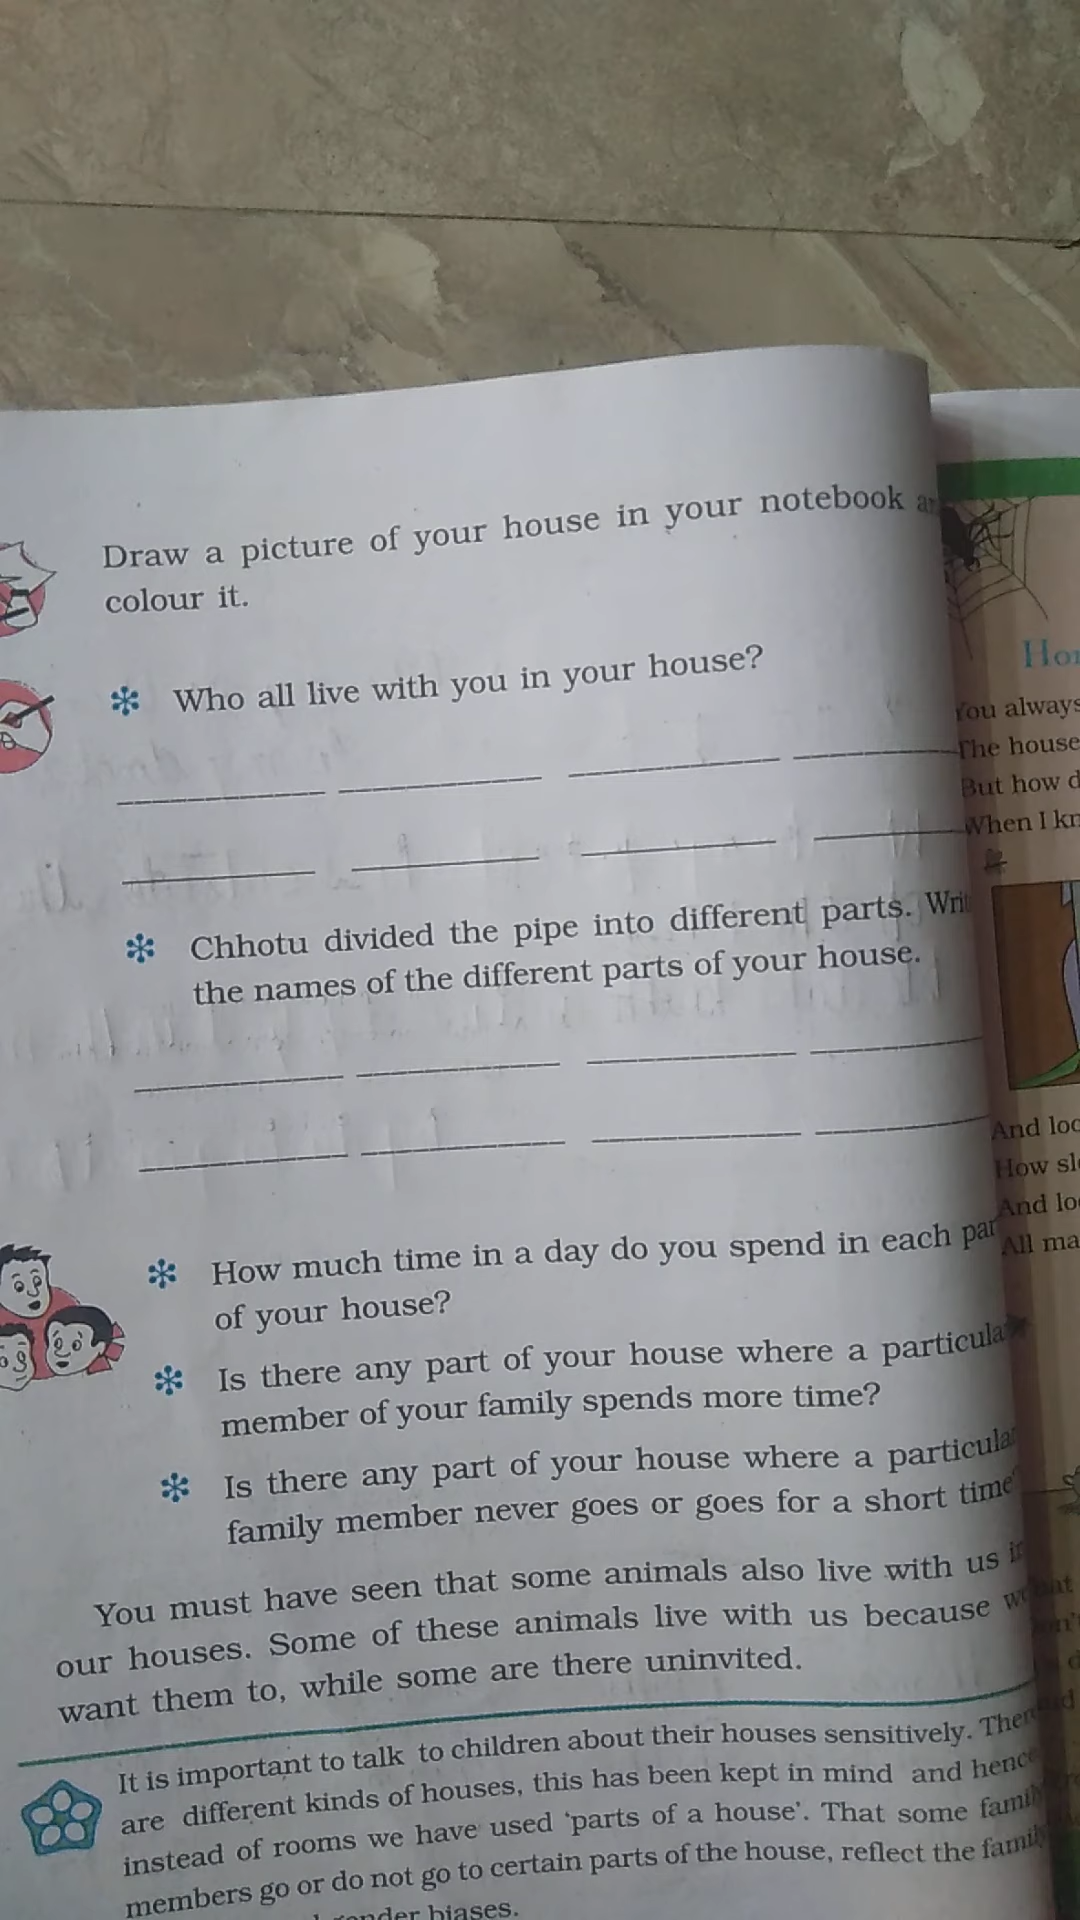 Draw a picture of your house in your notebook
colour it.
Who all live with you in your house?
Chhotu divided the pipe into different parts.
the names of the different parts of your house.
How much time in a day do you spend in each
of your house?
Is there any part of your house where a
member of your family spends more time?
Is there any part of your house where a
family member never goes or goes for a short time
You must have seen that some animals also live with us
our houses. Some of these animals live with us because
want them to, while some are there uninvited.
It is important to talk to children about their houses sensitively.
are different kinds of houses, this has been kept in mind and
instead of rooms we have used 'parts of a house'. That some
members go or do not go to certain parts of the house, reflect the
biases.
You always
The house
But how
When I
And
How
And
All